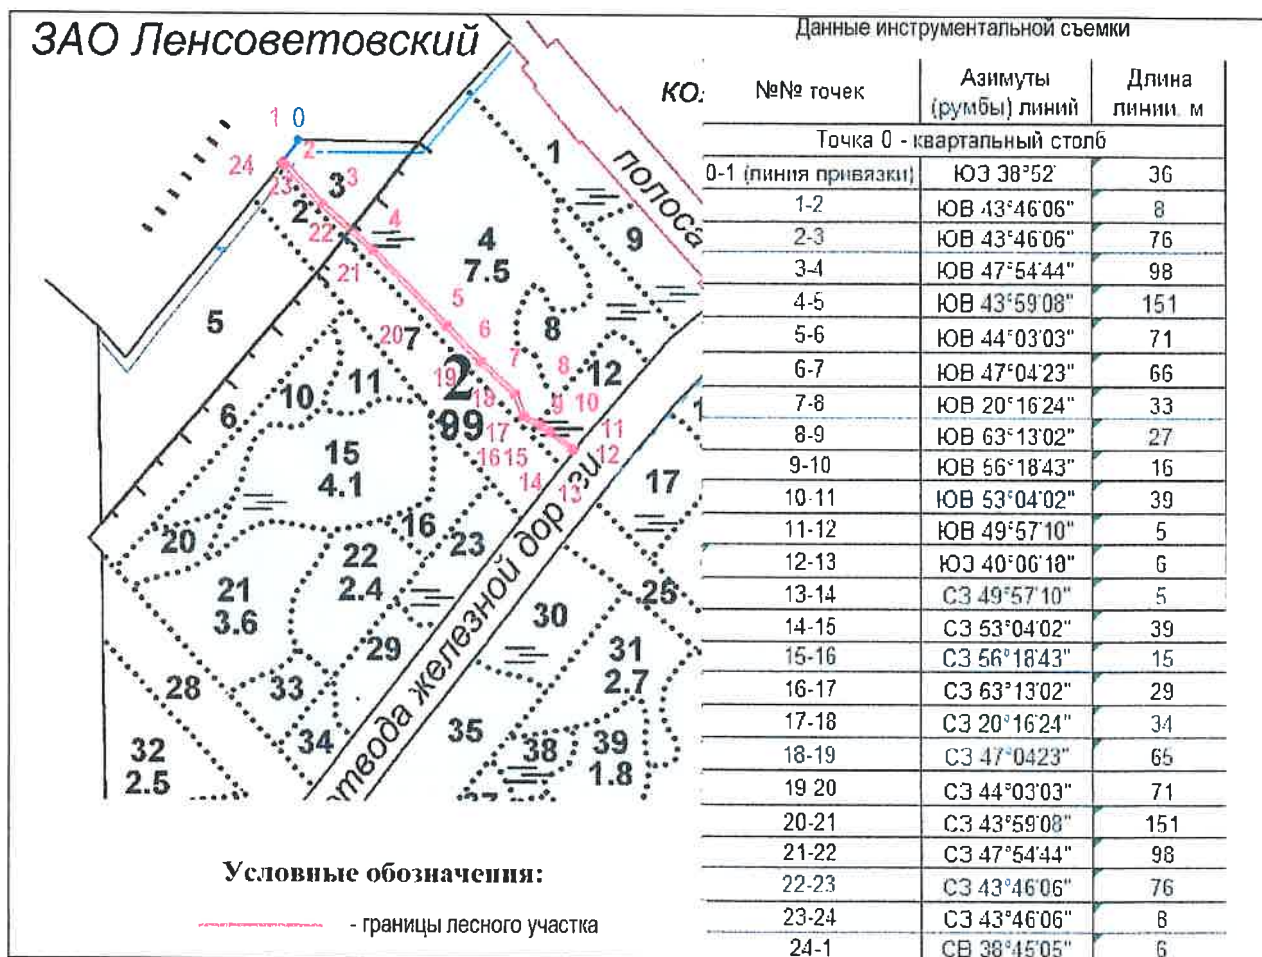 ЗАО Ленсоветовский
1 0
2
24
3 3
23
2
22
4
21
КО
полоса
1
9
4
7.5
5
5
6
20 7
2
99
19
7
18
8
8
12
9 10
17
11
16 15
12
14
13
6
10
11
15
4.1
16
17
20
22
2.4
23
21
3.6
25
30
29
31
2.7
28
33
34
35
32
2.5
38
39
1.8
отвода железной дор ги
Условные обозначения:
- границы лесного участка
Данные инструментальной съемки
№№ точек Азимуты (румбы) линий Длина линии, м
Точка 0 - квартальный столб
0-1 (линия привязки) ЮЗ 38°52' 36
1-2 ЮВ 43°46'06" 8
2-3 ЮВ 43°46'06" 76
3-4 ЮВ 47°54'44" 98
4-5 ЮВ 43°59'08" 151
5-6 ЮВ 44°03'03" 71
6-7 ЮВ 47°04'23" 66
7-8 ЮВ 20°16'24" 33
8-9 ЮВ 63°13'02" 27
9-10 ЮВ 56°18'43" 16
10-11 ЮВ 53°04'02" 39
11-12 ЮВ 49°57'10" 5
12-13 ЮЗ 40°06'18" 6
13-14 СЗ 49°57'10" 5
14-15 СЗ 53°04'02" 39
15-16 СЗ 56°18'43" 15
16-17 СЗ 63°13'02" 29
17-18 СЗ 20°16'24" 34
18-19 СЗ 47°0423" 65
19 20 СЗ 44°03'03" 71
20-21 СЗ 43°59'08" 151
21-22 СЗ 47°54'44" 98
22-23 СЗ 43°46'06" 76
23-24 СЗ 43°46'06" 6
24-1 СВ 38°45'05" 6